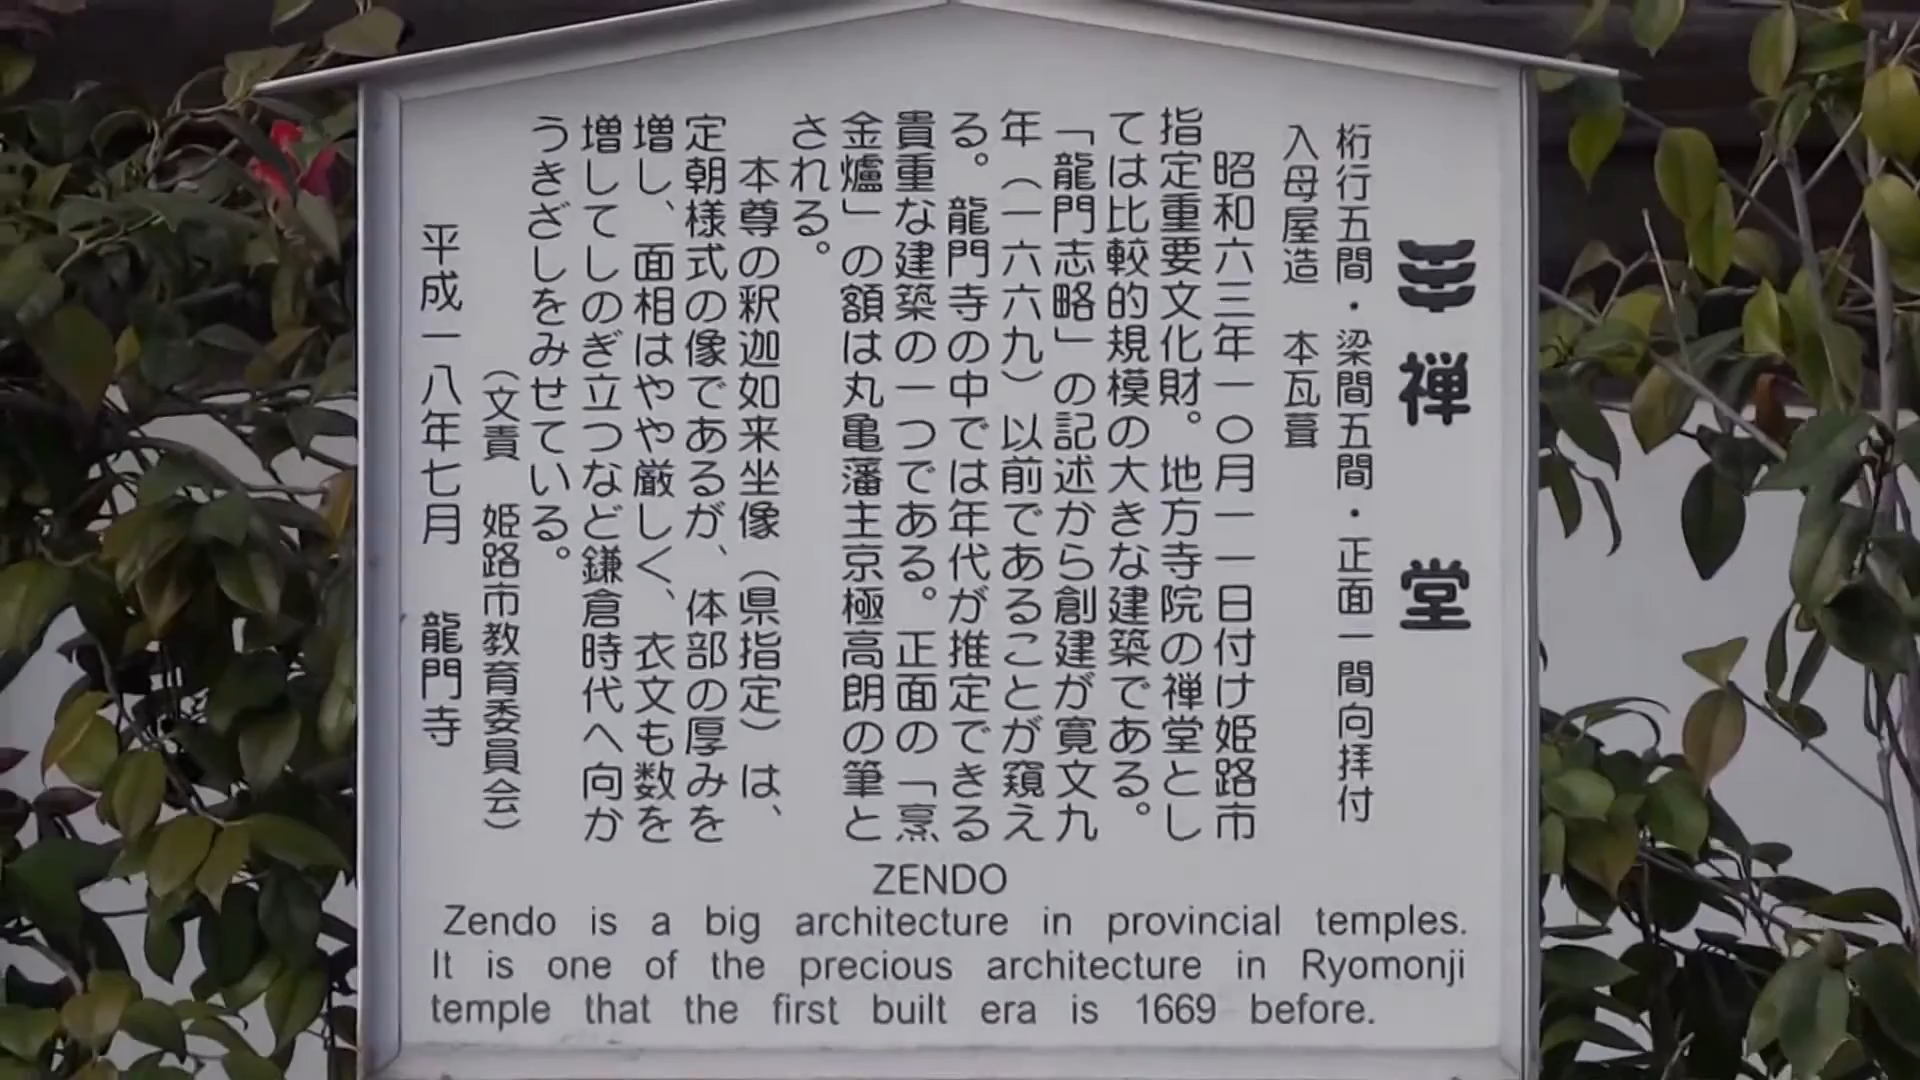 禅堂
桁行五間・梁間五間・正面一間向拝付
入母屋造 本瓦葺
昭和六三年一〇月一一日付け姫路市
指定重要文化財。地方寺院の禅堂とし
ては比較的規模の大きな建築である。
「龍門志略」の記述から創建が寛文九
年（一六六九）以前であることが窺え
る。龍門寺の中では年代が推定できる
貴重な建築の一つである。正面の「烹
金爐」の額は丸亀藩主京極高朗の筆と
される。
本尊の釈迦如来坐像（県指定）は、
定朝様式の像であるが、体部の厚みを
増し、面相はやや厳しく、衣文も数を
増してしのぎ立つなど鎌倉時代へ向か
うきざしをみせている。
（文責 姫路市教育委員会）
平成一八年七月 龍門寺
ZENDO
Zendo is a big architecture in provincial temples.
It is one of the precious architecture in Ryomonji
temple that the first built era is 1669 before.